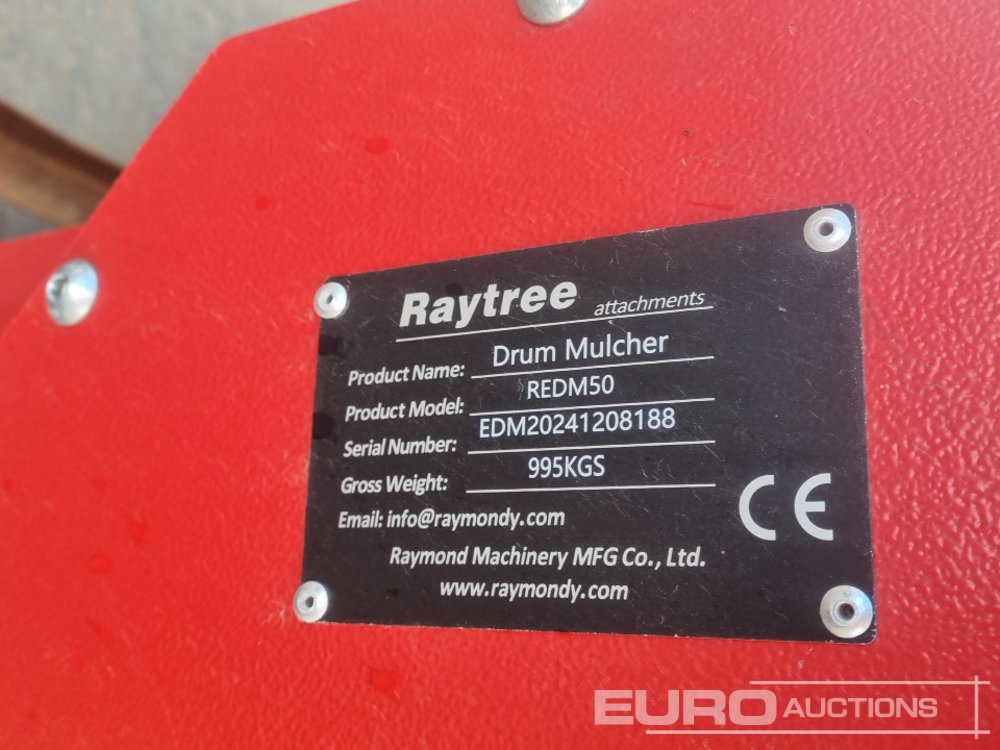 Raytree attachments
Product Name: Drum Mulcher
Product Model: REDM50
Serial Number: EDM20241208188
Gross Weight: 995KGS
Email: info@raymondy.com
CE
Raymond Machinery MFG Co., Ltd.
www.raymondy.com
EURO AUCTIONS